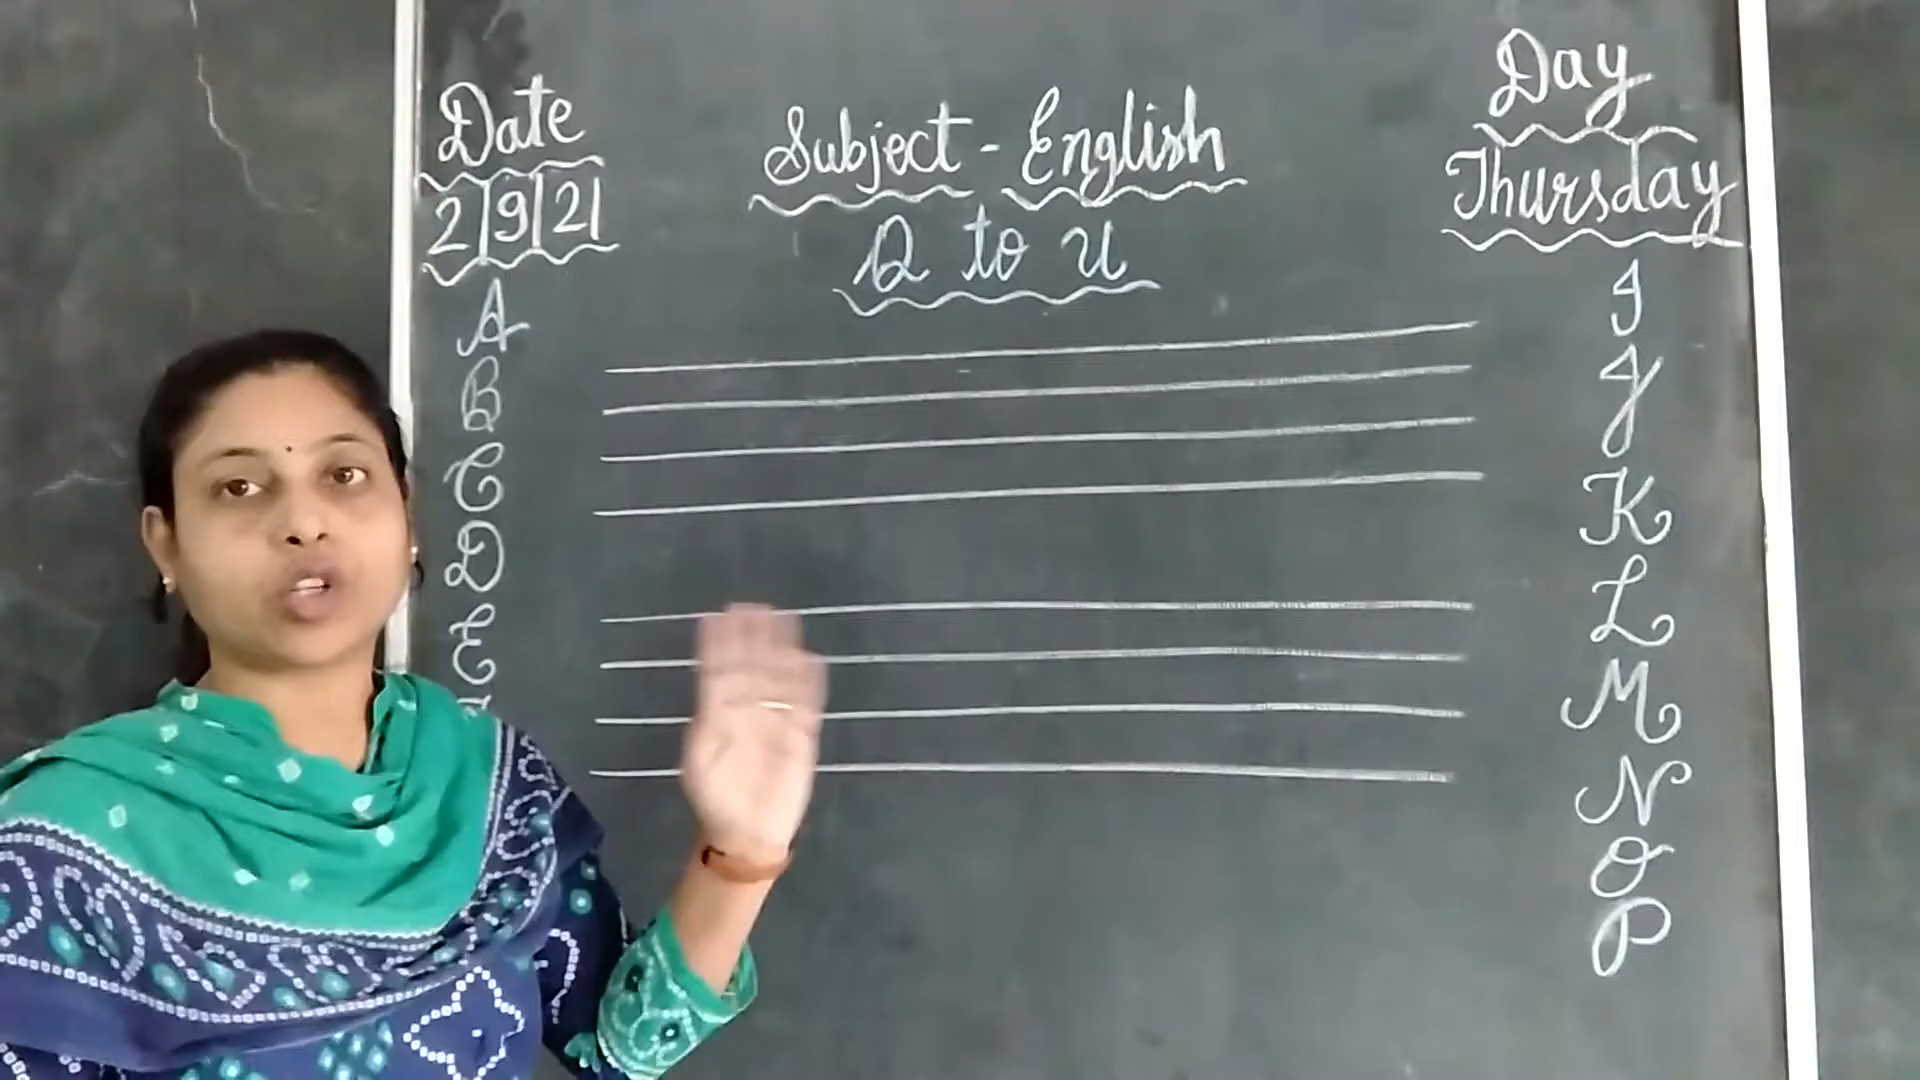 Date
2|9|21
Subject - English
Q to U
Day
Thursday
A
B
C
D
E
I
J
K
L
M
N
O
P